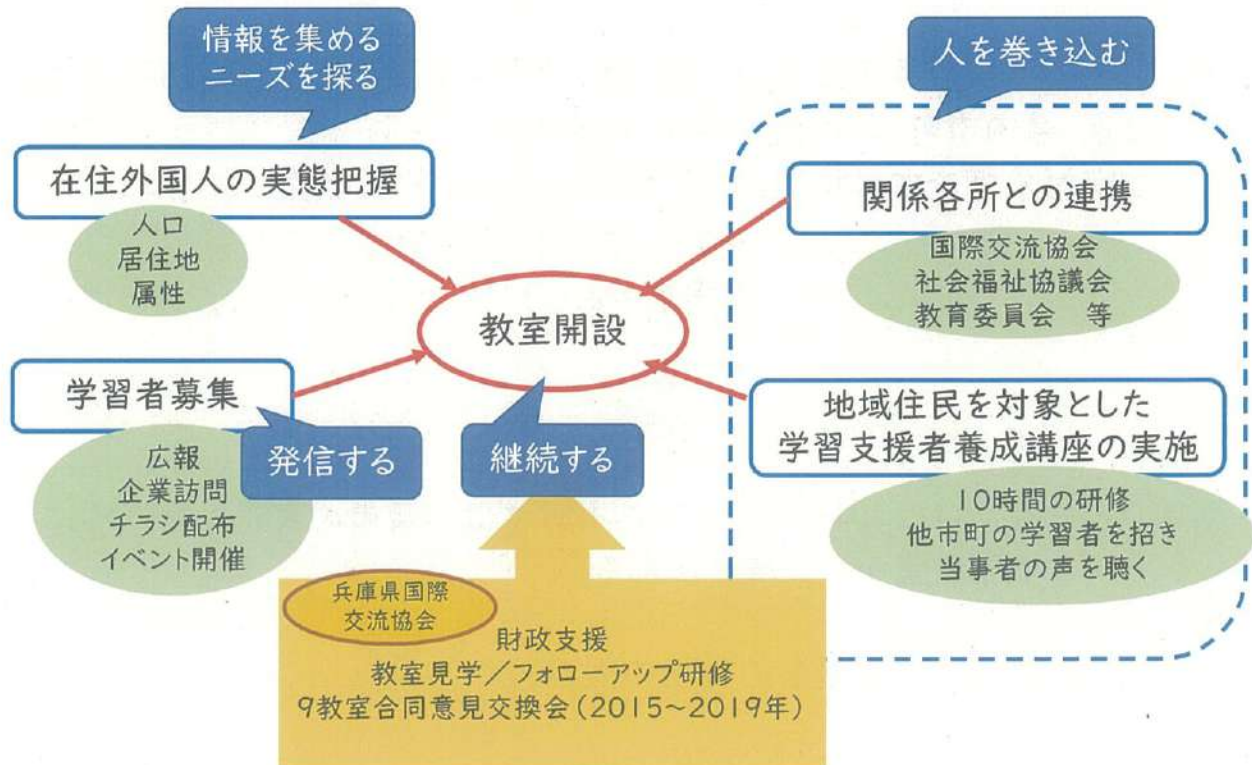 情報を集める
ニーズを探る
人を巻き込む
在住外国人の実態把握
人口
居住地
属性
関係各所との連携
国際交流協会
社会福祉協議会
教育委員会　等
教室開設
学習者募集
発信する
広報
企業訪問
チラシ配布
イベント開催
継続する
地域住民を対象とした
学習支援者養成講座の実施
10時間の研修
他市町の学習者を招き
当事者の声を聴く
兵庫県国際
交流協会
財政支援
教室見学／フォローアップ研修
9教室合同意見交換会（2015～2019年）